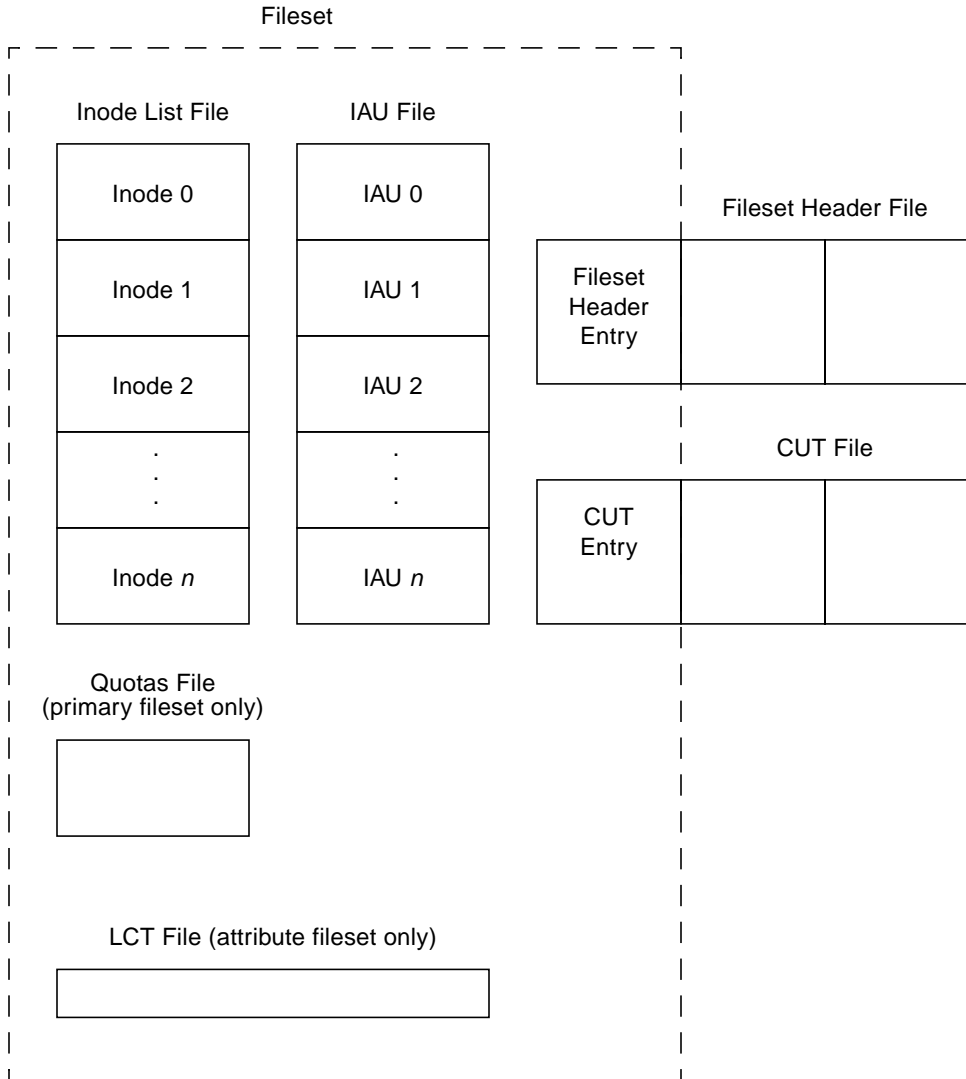 Fileset
Inode List File
IAU File
Inode 0
IAU 0
Fileset Header File
Inode 1
IAU 1
Fileset
Header
Entry
Inode 2
IAU 2
CUT File
.
.
.
.
.
.
CUT
Entry
Inode n
IAU n
Quotas File
(primary fileset only)
LCT File (attribute fileset only)